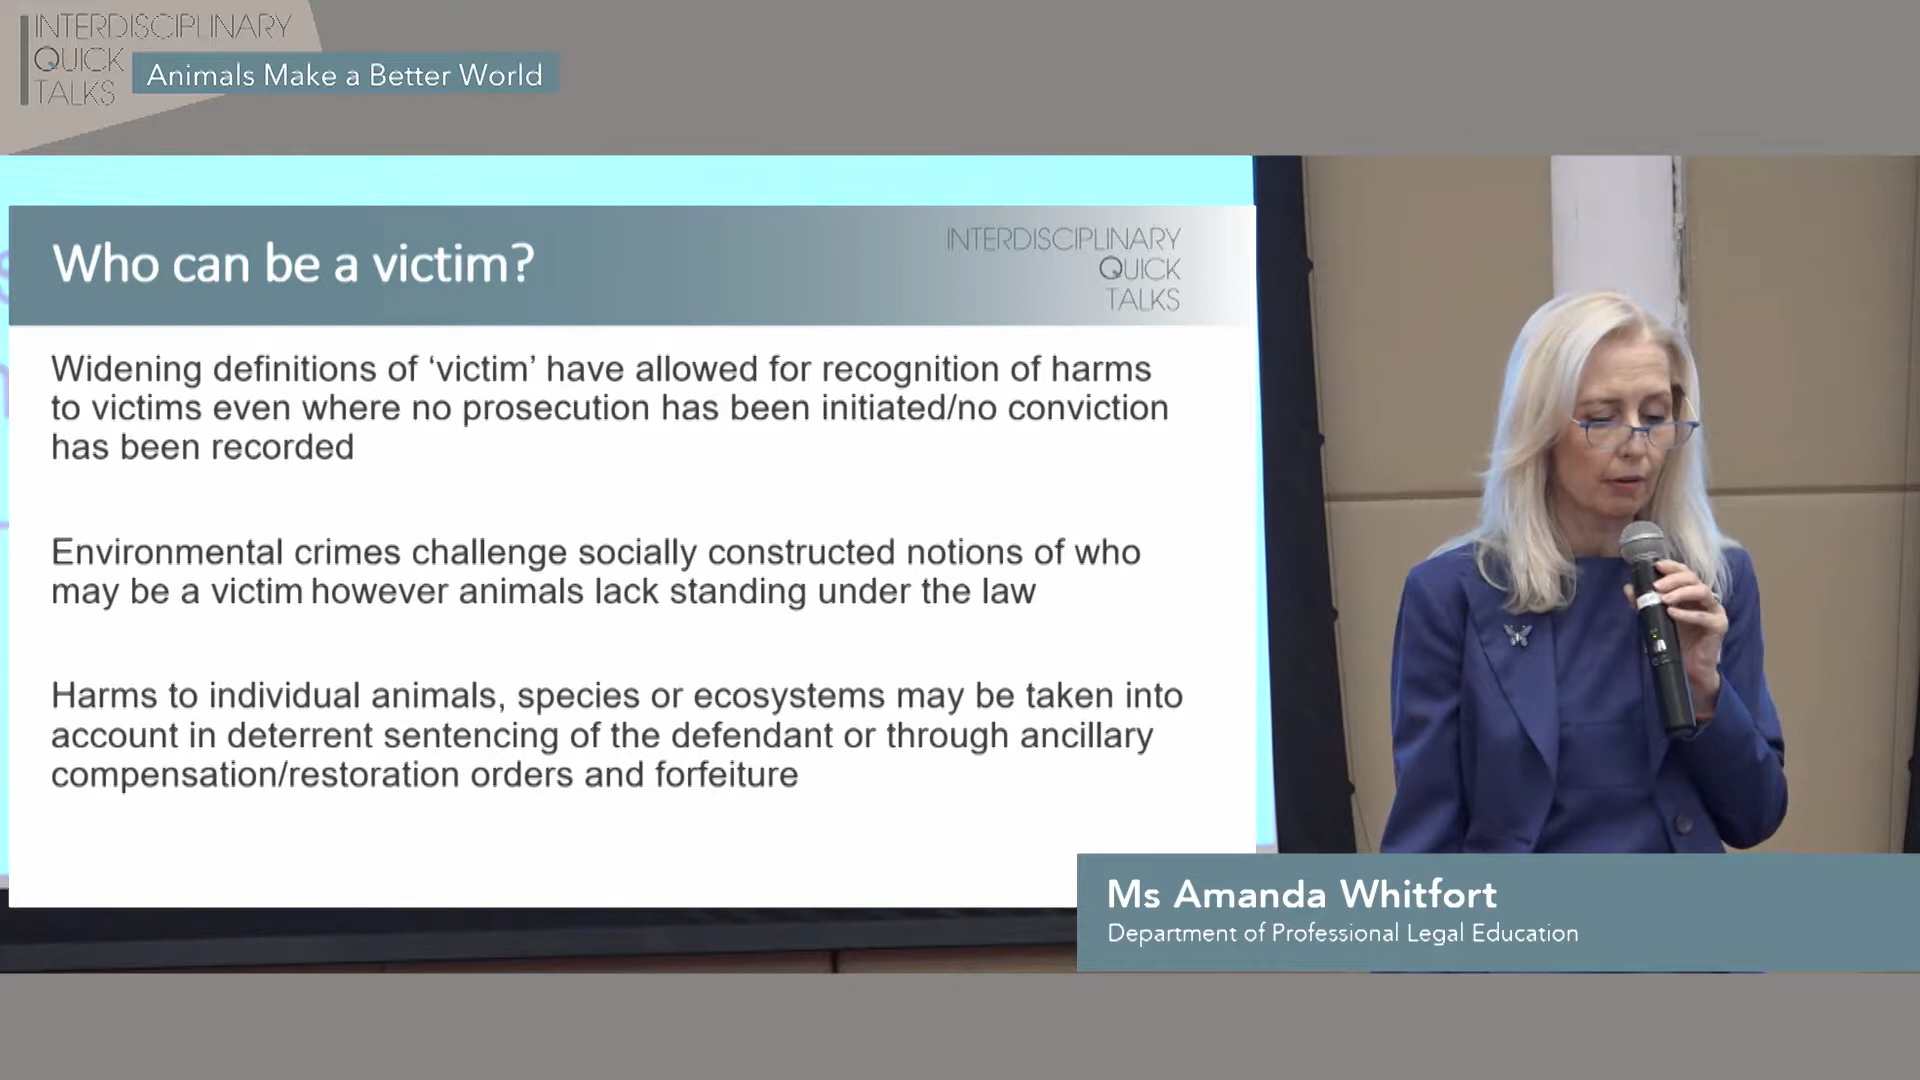 INTERDISCIPLINARY
QUICK
TALKS
Animals Make a Better World
Who can be a victim?
INTERDISCIPLINARY
QUICK
TALKS
Widening definitions of ‘victim’ have allowed for recognition of harms
to victims even where no prosecution has been initiated/no conviction
has been recorded
Environmental crimes challenge socially constructed notions of who
may be a victim however animals lack standing under the law
Harms to individual animals, species or ecosystems may be taken into
account in deterrent sentencing of the defendant or through ancillary
compensation/restoration orders and forfeiture
Ms Amanda Whitfort
Department of Professional Legal Education